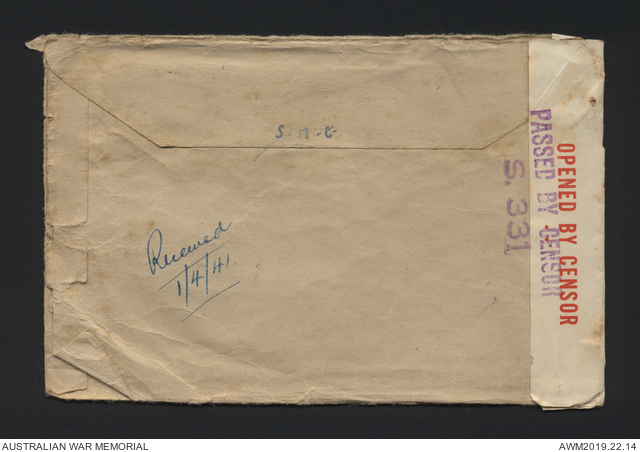 PASSED BY CENSOR
S. 331
OPENED BY CENSOR
Received
1/4/41.
AUSTRALIAN WAR MEMORIAL
AWM2019.22.14